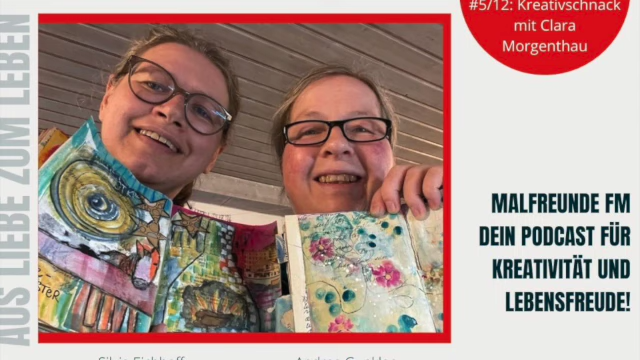 #5/12: Kreativschnack
mit Clara
Morgenthau
AUS LIEBE ZUM LEBEN
MALFREUNDE FM
DEIN PODCAST FÜR
KREATIVITÄT UND
LEBENSFREUDE!